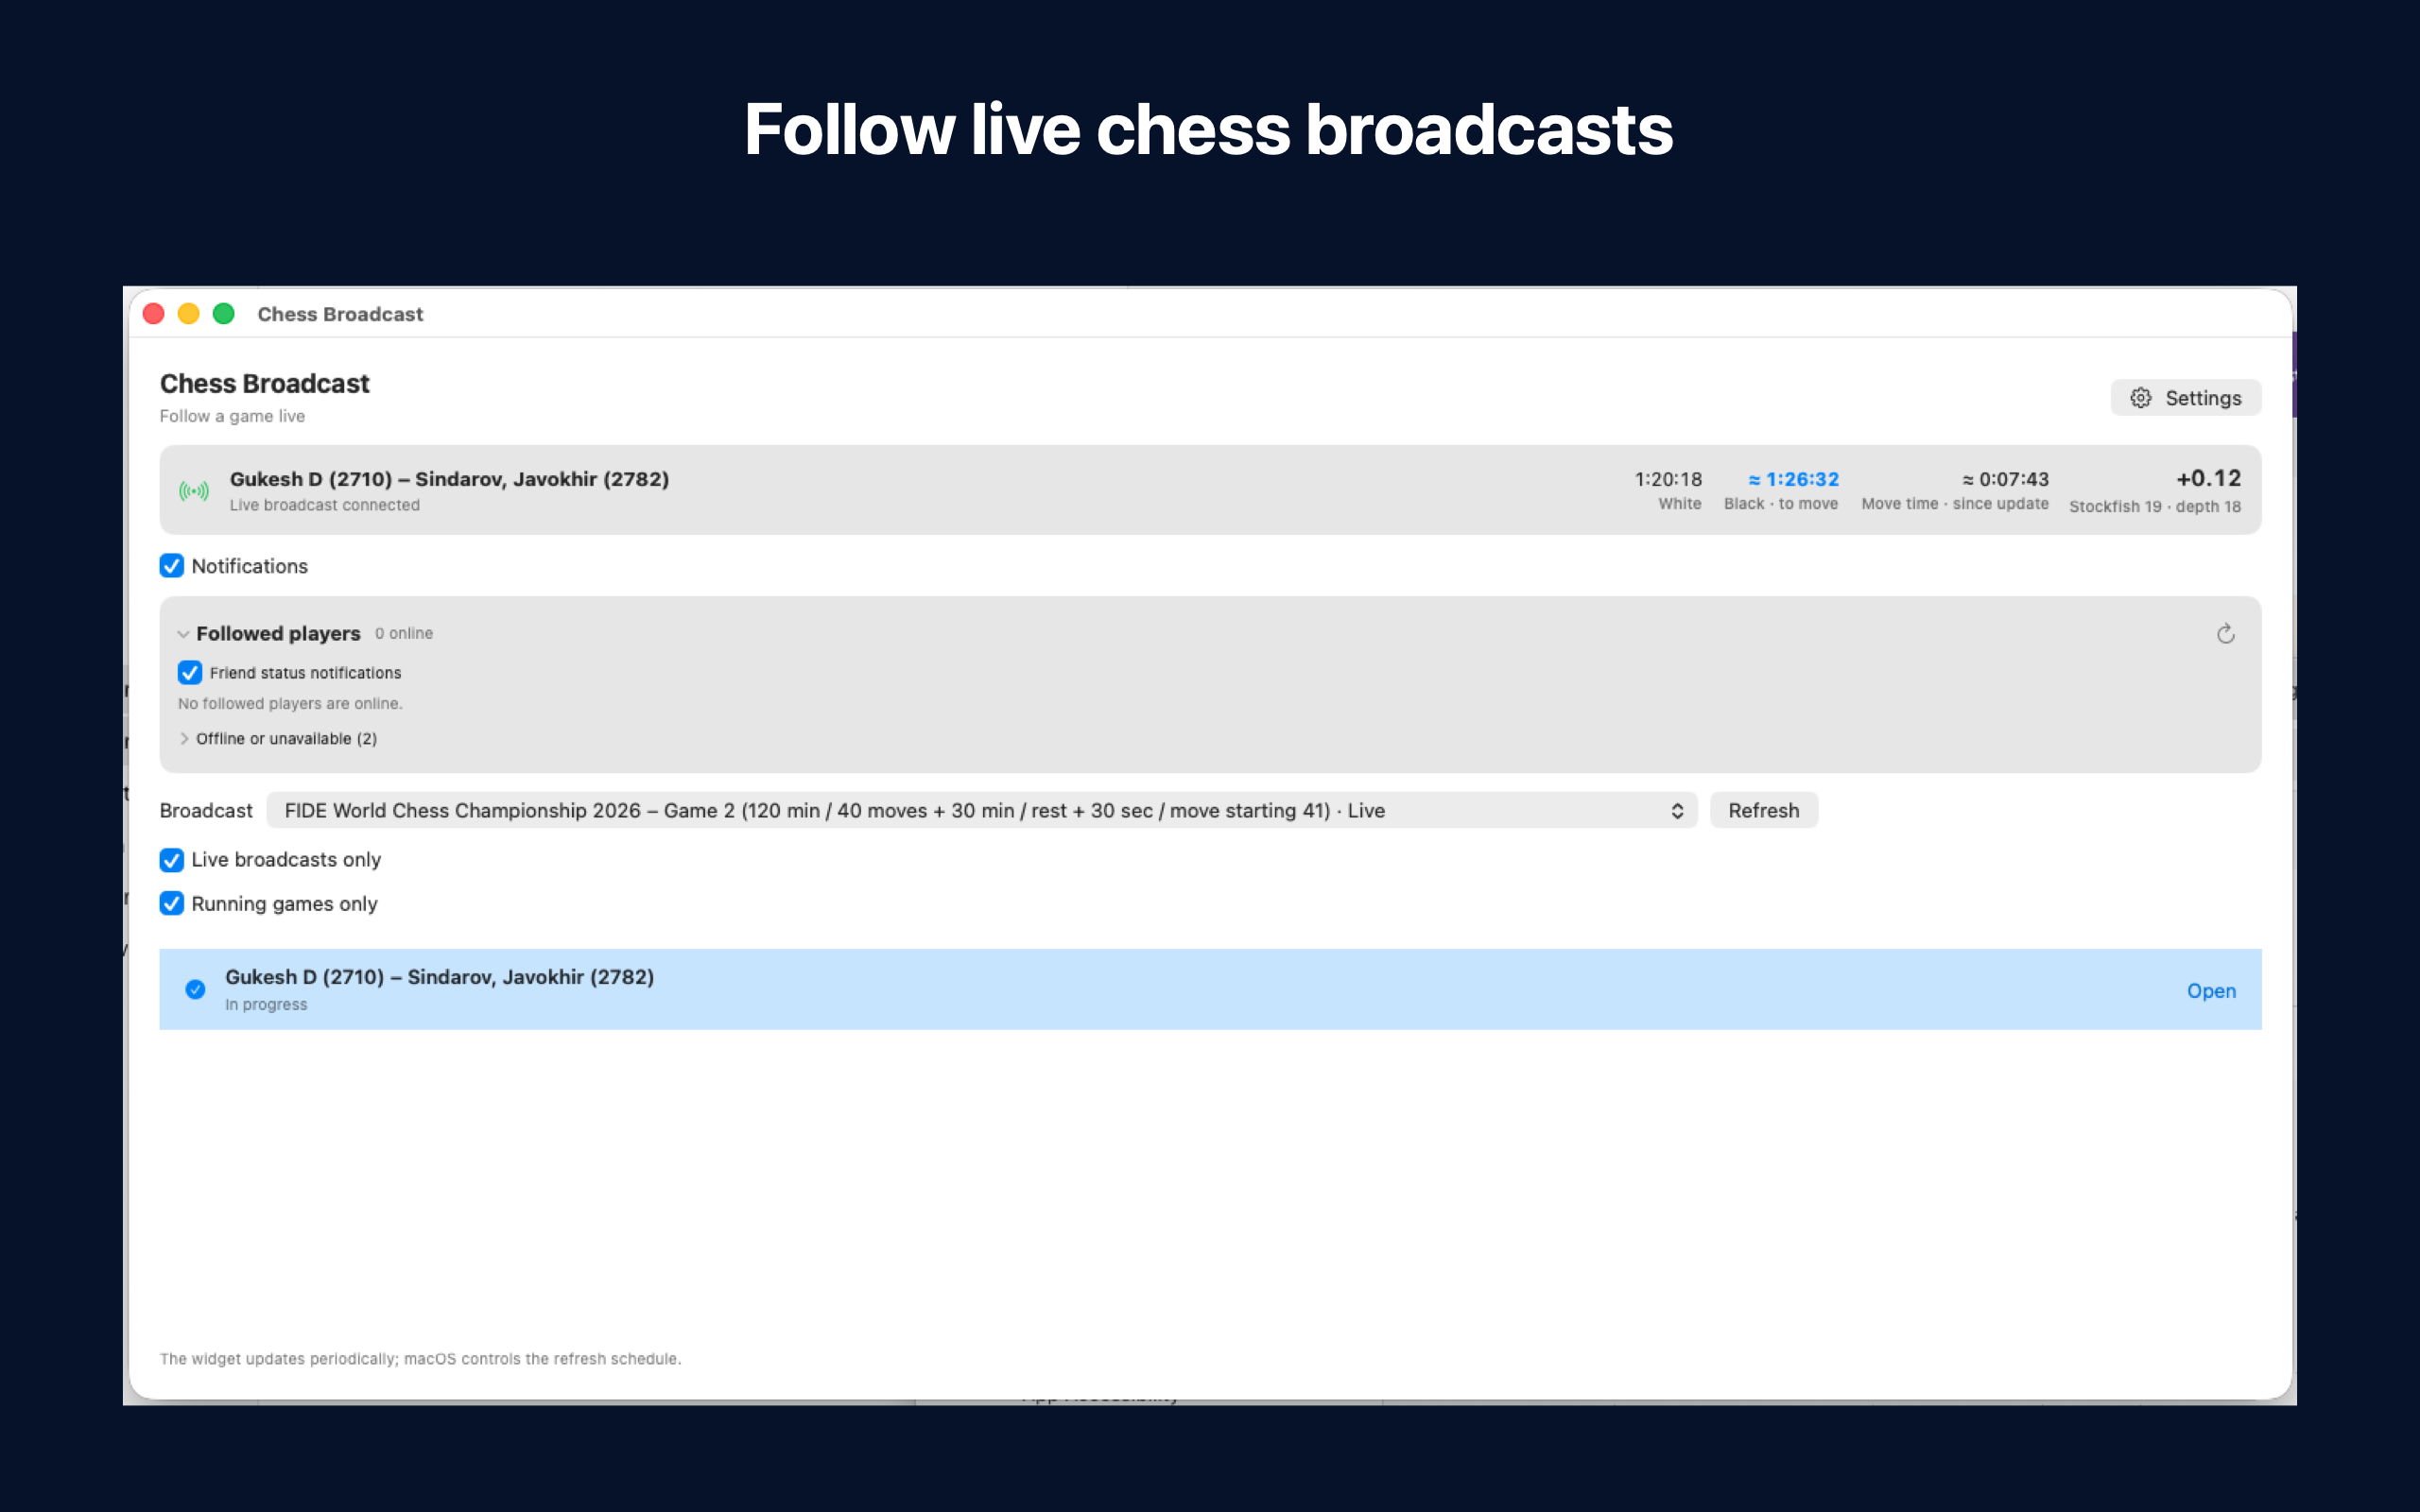 Follow live chess broadcasts
Chess Broadcast
Chess Broadcast
Follow a game live
Settings
Gukesh D (2710) – Sindarov, Javokhir (2782)
Live broadcast connected
1:20:18
White
≈ 1:26:32
Black · to move
≈ 0:07:43
Move time · since update
+0.12
Stockfish 19 · depth 18
Notifications
Followed players 0 online
Friend status notifications
No followed players are online.
Offline or unavailable (2)
Broadcast FIDE World Chess Championship 2026 – Game 2 (120 min / 40 moves + 30 min / rest + 30 sec / move starting 41) · Live Refresh
Live broadcasts only
Running games only
Gukesh D (2710) – Sindarov, Javokhir (2782)
In progress
Open
The widget updates periodically; macOS controls the refresh schedule.